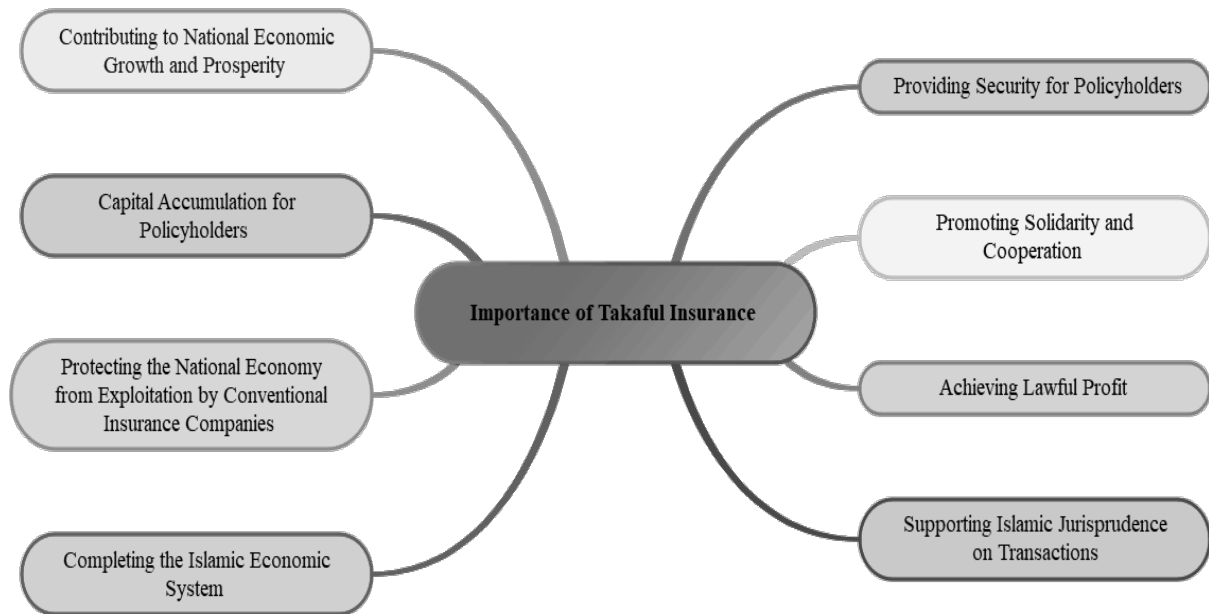 Contributing to National Economic
Growth and Prosperity
Capital Accumulation for
Policyholders
Protecting the National Economy
from Exploitation by Conventional
Insurance Companies
Completing the Islamic Economic
System
Importance of Takaful Insurance
Providing Security for Policyholders
Promoting Solidarity and
Cooperation
Achieving Lawful Profit
Supporting Islamic Jurisprudence
on Transactions